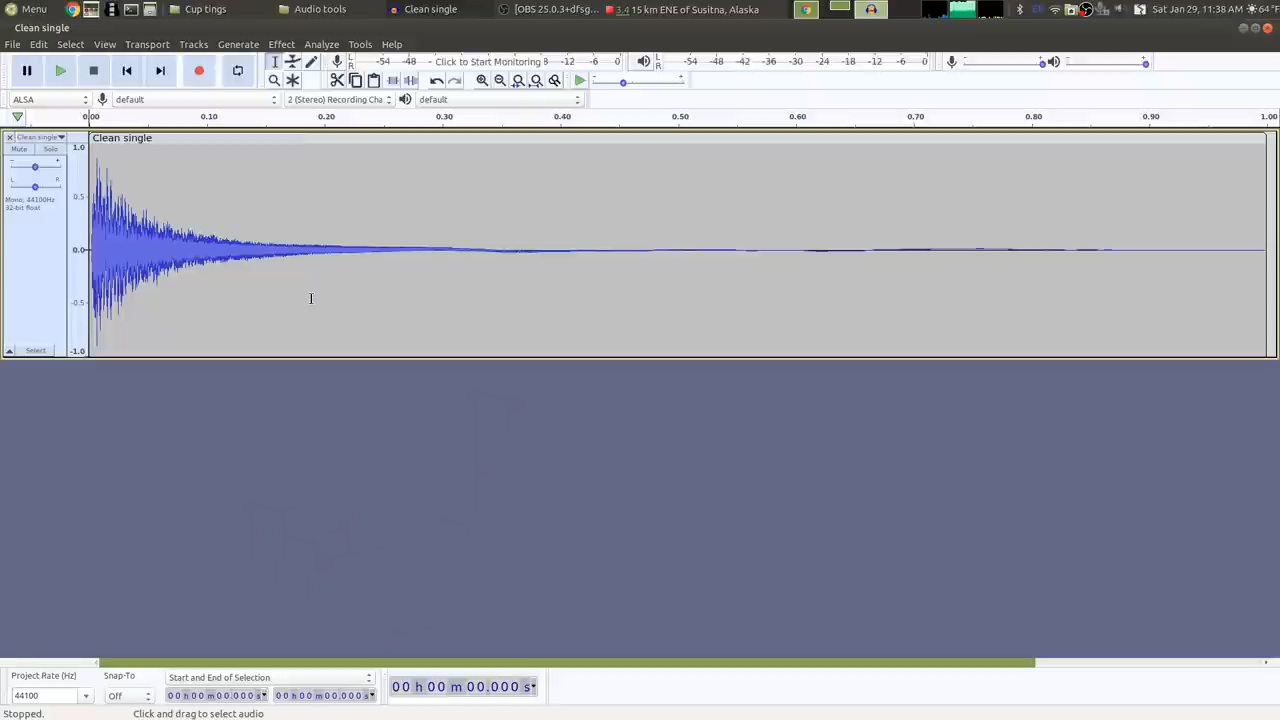 Menu Cup tings Audio tools Clean single [OBS 25.0.3+dfsg... 3.4 15 km ENE of Susitna, Alaska Sat Jan 29, 11:38 AM 64°F
Clean single
File Edit Select View Transport Tracks Generate Effect Analyze Tools Help
L R -54 -48 Click to Start Monitoring 8 -12 -6 0 L R -54 -48 -42 -36 -30 -24 -18 -12 -6 0
ALSA default 2 (Stereo) Recording Cha default
0.00 0.10 0.20 0.30 0.40 0.50 0.60 0.70 0.80 0.90 1.00
Clean single Clean single
Mute Solo
- +
L R
Mono, 44100Hz
32-bit float
Select
1.0
0.5
0.0
-0.5
-1.0
Project Rate (Hz) Snap-To Start and End of Selection
44100 Off 00 h 00 m 00.000 s 00 h 00 m 00.000 s 00 h 00 m 00.000 s
Stopped. Click and drag to select audio